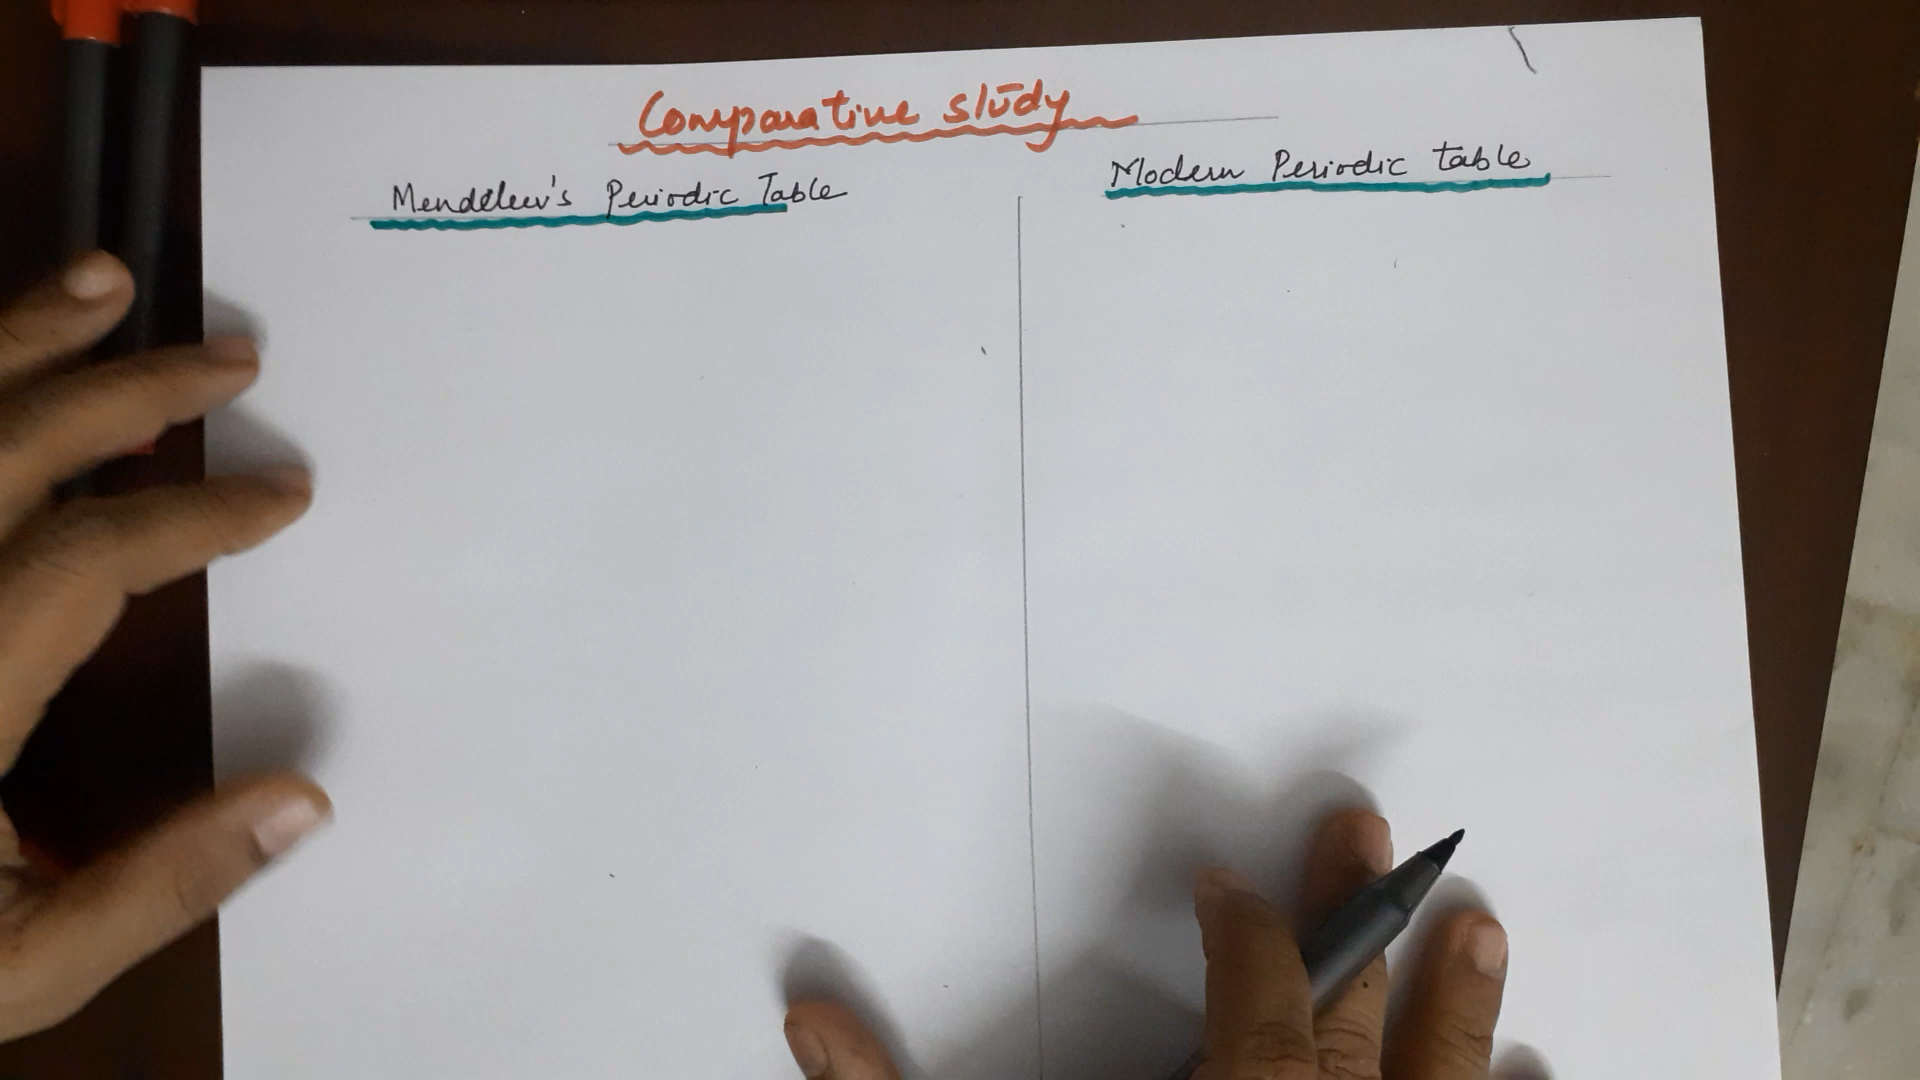 Comparative study
Mendeleev's Periodic Table
Modern Periodic table